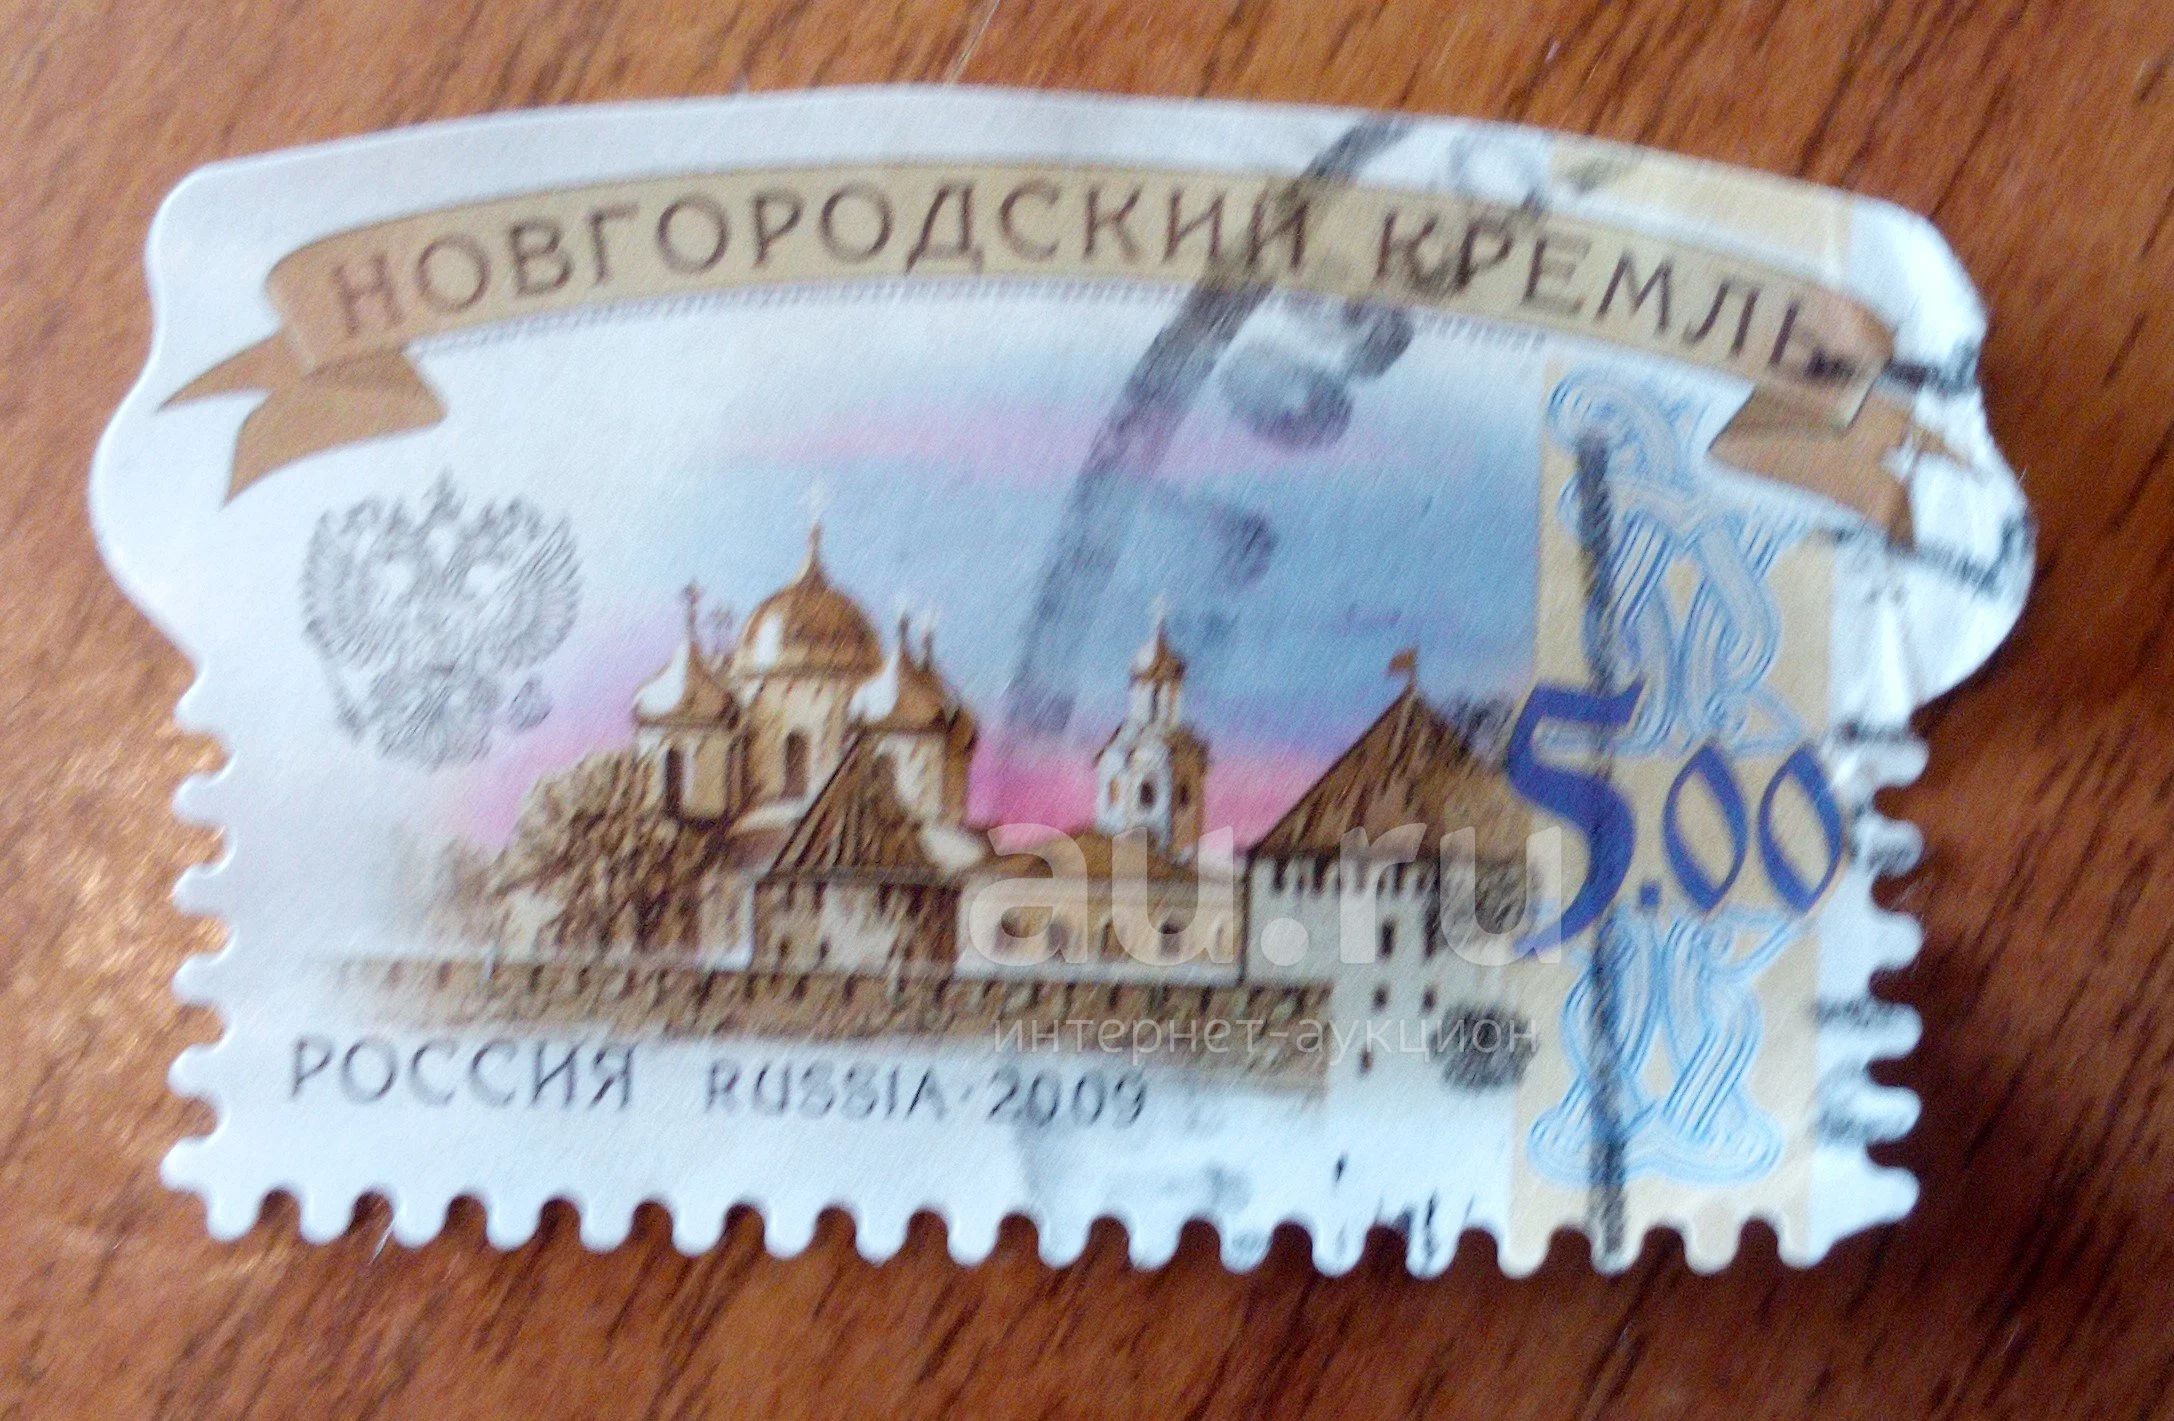 НОВГОРОДСКИЙ КРЕМЛЬ
5.00
au.ru
интернет-аукцион
РОССИЯ RUSSIA·2009